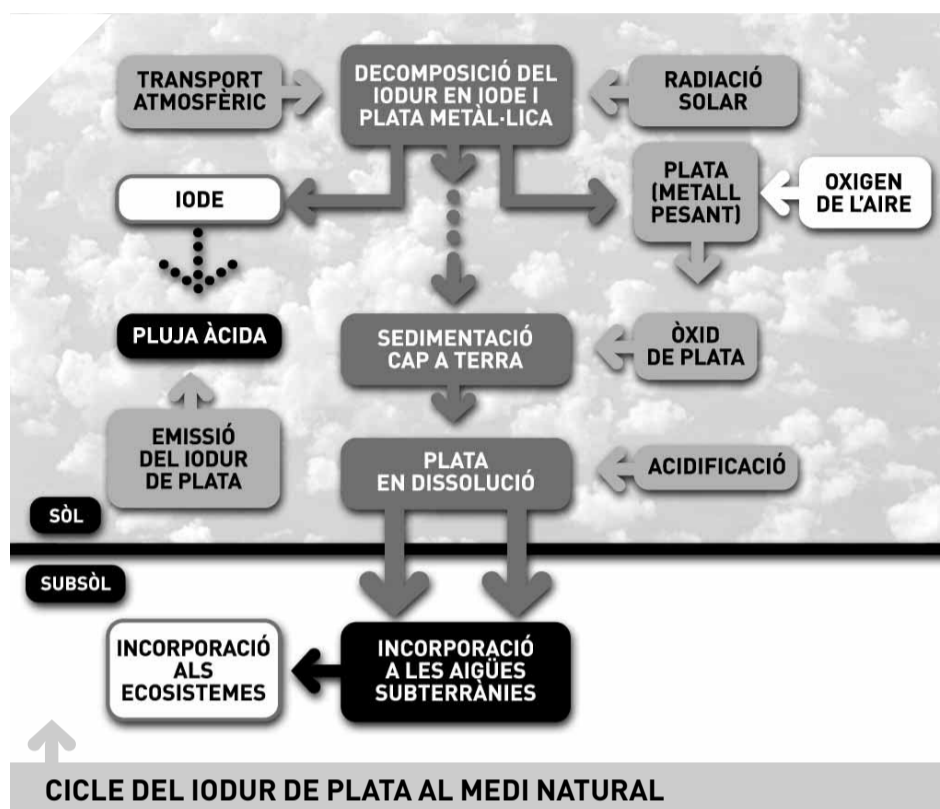 TRANSPORT
ATMOSFÈRIC
DECOMPOSICIÓ DEL
IODUR EN IODE I
PLATA METÀL·LICA
RADIACIÓ
SOLAR
IODE
PLATA
(METALL
PESANT)
OXIGEN
DE L'AIRE
PLUJA ÀCIDA
SEDIMENTACIÓ
CAP A TERRA
ÒXID
DE PLATA
EMISSIÓ
DEL IODUR
DE PLATA
PLATA
EN DISSOLUCIÓ
ACIDIFICACIÓ
SÒL
SUBSÒL
INCORPORACIÓ
ALS
ECOSISTEMES
INCORPORACIÓ
A LES AIGÜES
SUBTERRÀNIES
CICLE DEL IODUR DE PLATA AL MEDI NATURAL